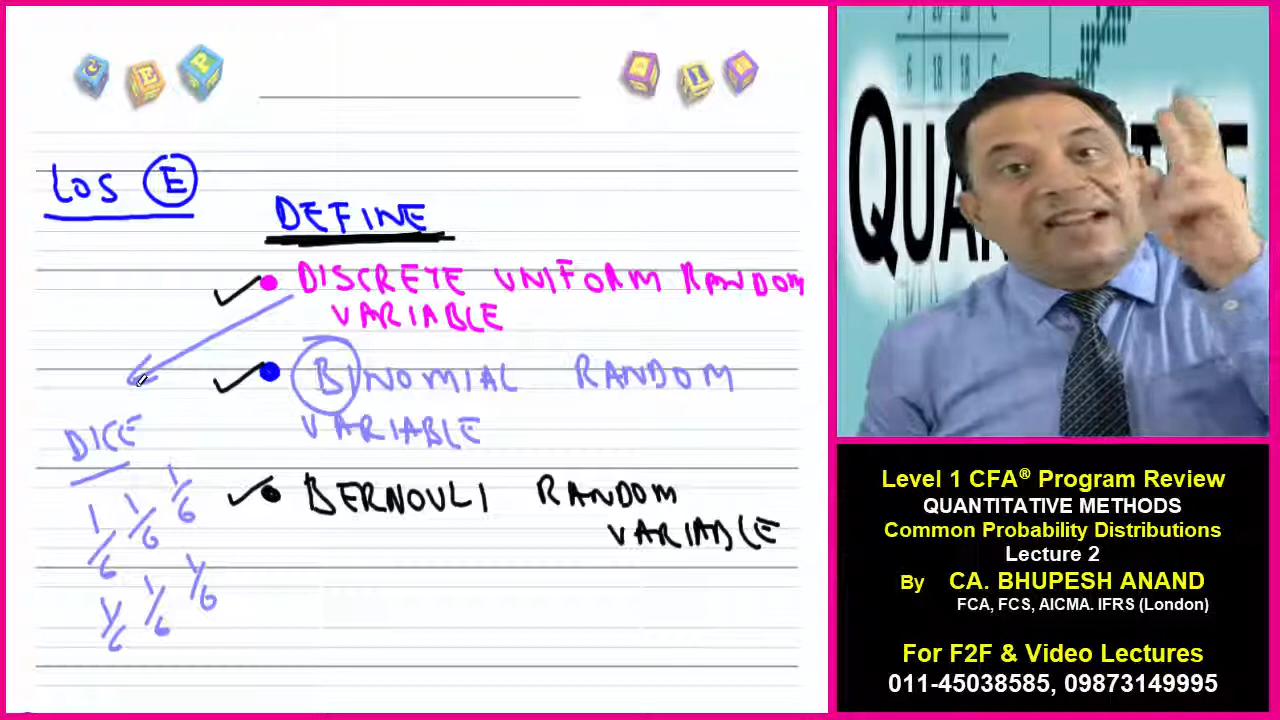 LOS E
DEFINE
DISCRETE UNIFORM RANDOM
VARIABLE
BINOMIAL RANDOM
VARIABLE
BERNOULI RANDOM
VARIABLE
DICE
1/6 1/6 1/6
1/6 1/6 1/6
QUA
Level 1 CFA® Program Review
QUANTITATIVE METHODS
Common Probability Distributions
Lecture 2
By CA. BHUPESH ANAND
FCA, FCS, AICMA. IFRS (London)
For F2F & Video Lectures
011-45038585, 09873149995